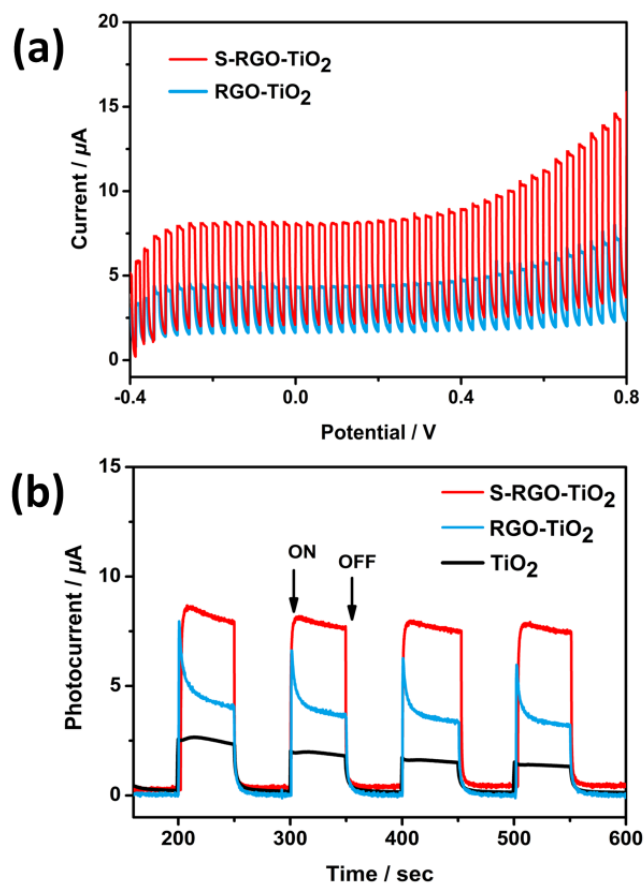 (a)
20
15
10
5
0
Current / µA
S-RGO-TiO₂
RGO-TiO₂
-0.4 0.0 0.4 0.8
Potential / V
(b)
15
10
5
0
Photocurrent / µA
S-RGO-TiO₂
RGO-TiO₂
TiO₂
ON
OFF
200 300 400 500 600
Time / sec